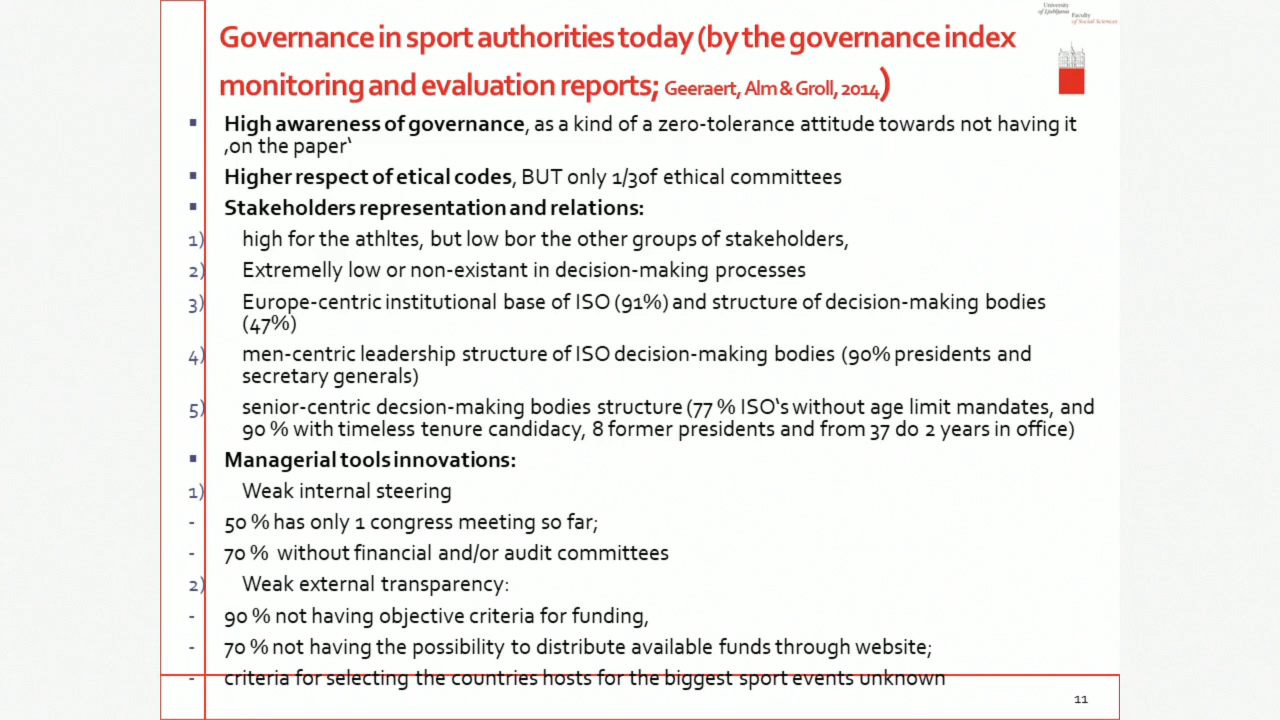 University
of Ljubljana
Faculty
of Social Sciences
Governance in sport authorities today (by the governance index
monitoring and evaluation reports; Geeraert, Alm & Groll, 2014)
▪ High awareness of governance, as a kind of a zero-tolerance attitude towards not having it
‚on the paper‘
▪ Higher respect of etical codes, BUT only 1/3of ethical committees
▪ Stakeholders representation and relations:
1) high for the athltes, but low bor the other groups of stakeholders,
2) Extremelly low or non-existant in decision-making processes
3) Europe-centric institutional base of ISO (91%) and structure of decision-making bodies
(47%)
4) men-centric leadership structure of ISO decision-making bodies (90% presidents and
secretary generals)
5) senior-centric decsion-making bodies structure (77 % ISO‘s without age limit mandates, and
90 % with timeless tenure candidacy, 8 former presidents and from 37 do 2 years in office)
▪ Managerial tools innovations:
1) Weak internal steering
- 50 % has only 1 congress meeting so far;
- 70 % without financial and/or audit committees
2) Weak external transparency:
- 90 % not having objective criteria for funding,
- 70 % not having the possibility to distribute available funds through website;
- criteria for selecting the countries hosts for the biggest sport events unknown
11